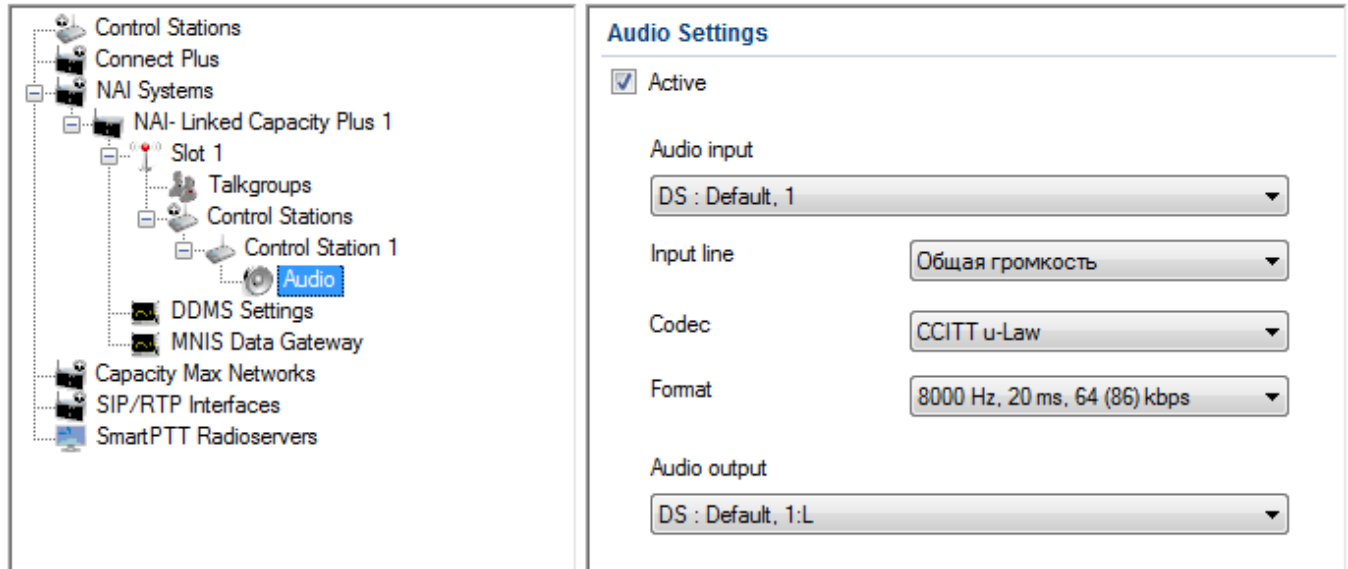 Control Stations
Connect Plus
NAI Systems
NAI- Linked Capacity Plus 1
Slot 1
Talkgroups
Control Stations
Control Station 1
Audio
DDMS Settings
MNIS Data Gateway
Capacity Max Networks
SIP/RTP Interfaces
SmartPTT Radioservers
Audio Settings
Active
Audio input
DS : Default, 1
Input line
Общая громкость
Codec
CCITT u-Law
Format
8000 Hz, 20 ms, 64 (86) kbps
Audio output
DS : Default, 1:L